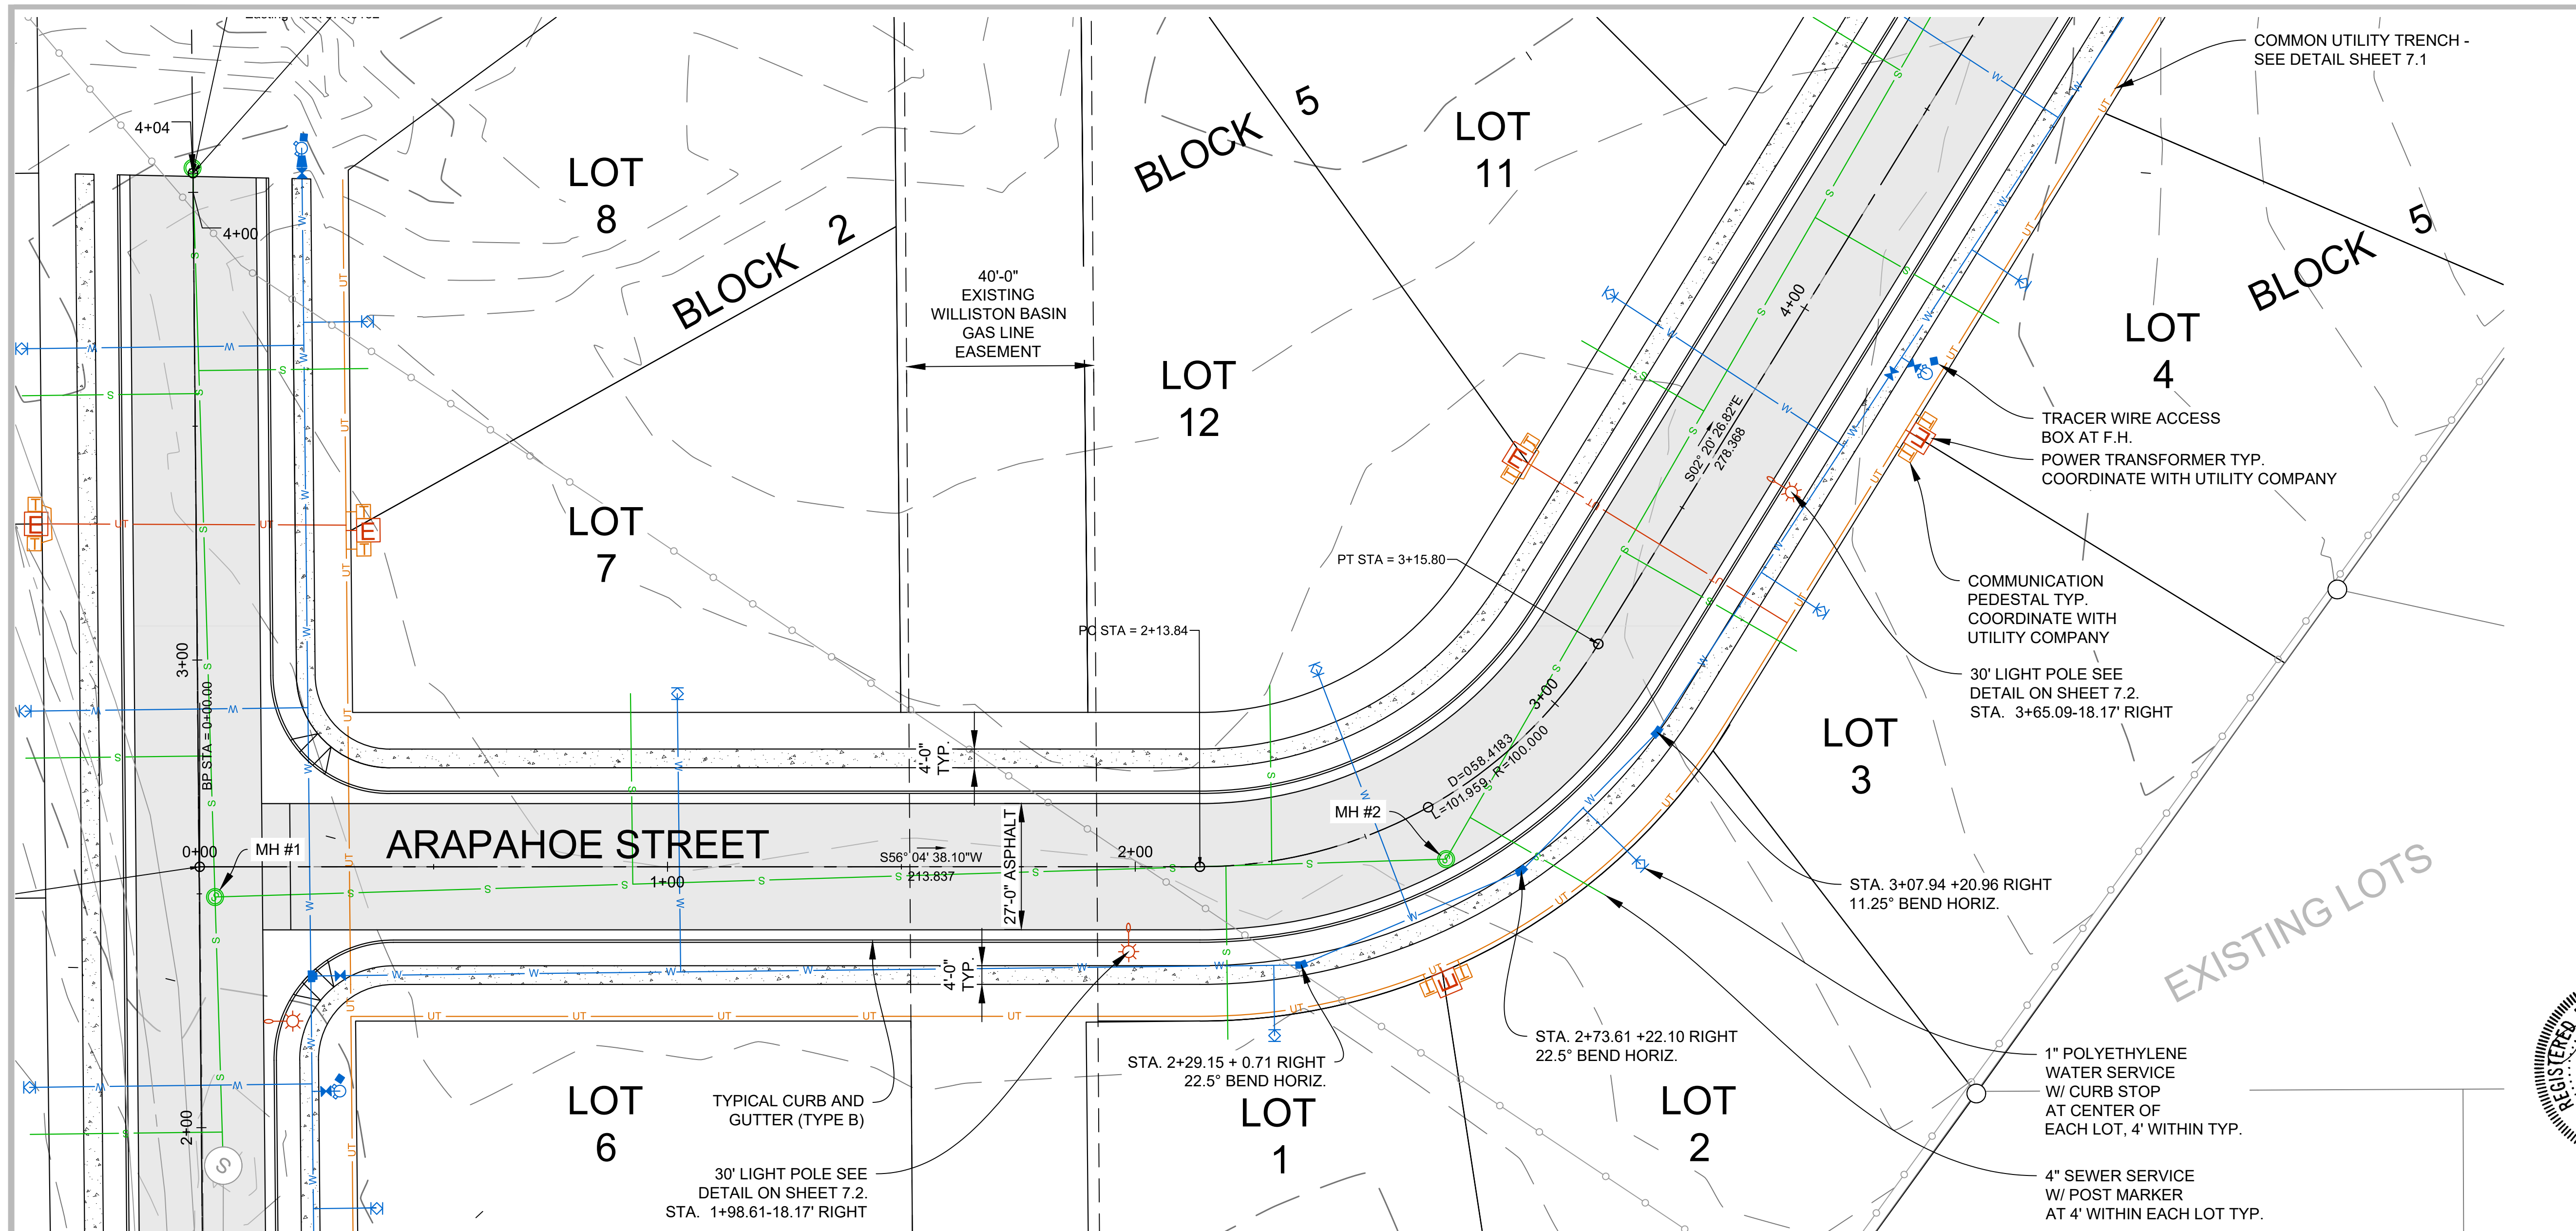 COMMON UTILITY TRENCH -
SEE DETAIL SHEET 7.1
4+04
4+00
LOT
8
BLOCK 2
40'-0"
EXISTING
WILLISTON BASIN
GAS LINE
EASEMENT
BLOCK 5
LOT
11
LOT
12
BLOCK 5
LOT
4
4+00
S02° 20' 26.82"E
278.368
TRACER WIRE ACCESS
BOX AT F.H.
POWER TRANSFORMER TYP.
COORDINATE WITH UTILITY COMPANY
LOT
7
PT STA = 3+15.80
COMMUNICATION
PEDESTAL TYP.
COORDINATE WITH
UTILITY COMPANY
PC STA = 2+13.84
30' LIGHT POLE SEE
DETAIL ON SHEET 7.2.
STA. 3+65.09-18.17' RIGHT
3+00
BP STA = 0+00.00
3+00
D=058.4183
L=101.959, R=100.000
LOT
3
4'-0"
TYP.
MH #2
ARAPAHOE STREET
0+00
MH #1
1+00
S56° 04' 38.10"W
213.837
27'-0" ASPHALT
2+00
STA. 3+07.94 +20.96 RIGHT
11.25° BEND HORIZ.
EXISTING LOTS
4'-0"
TYP.
STA. 2+73.61 +22.10 RIGHT
22.5° BEND HORIZ.
STA. 2+29.15 + 0.71 RIGHT
22.5° BEND HORIZ.
1" POLYETHYLENE
WATER SERVICE
W/ CURB STOP
AT CENTER OF
EACH LOT, 4' WITHIN TYP.
2+00
S
LOT
6
TYPICAL CURB AND
GUTTER (TYPE B)
LOT
1
LOT
2
30' LIGHT POLE SEE
DETAIL ON SHEET 7.2.
STA. 1+98.61-18.17' RIGHT
4" SEWER SERVICE
W/ POST MARKER
AT 4' WITHIN EACH LOT TYP.
REGISTERED